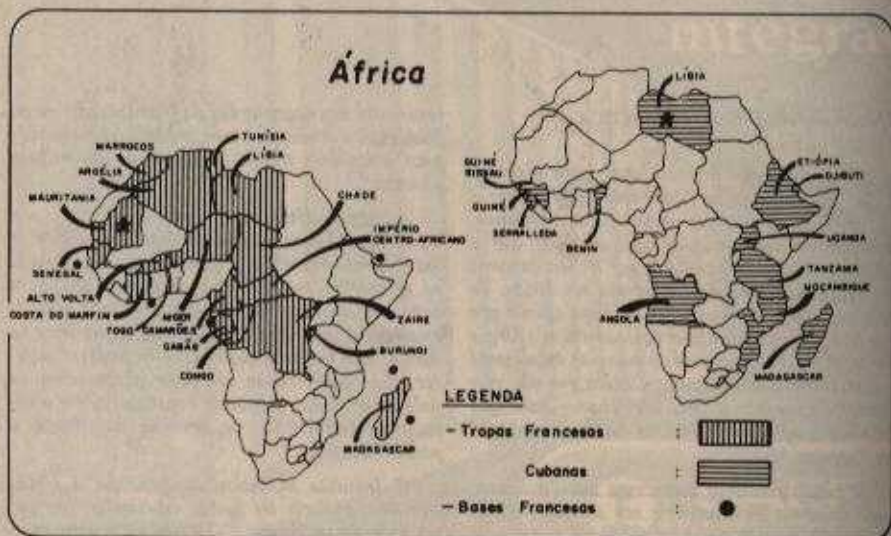 África
MARROCOS
ARGÉLIA
MAURITANIA
TUNÍSIA
LÍBIA
CHADE
IMPÉRIO
CENTRO-AFRICANO
SENEGAL
ALTO VOLTA
COSTA DO MARFIM
TOGO
NIGER
CAMARÕES
GABÃO
CONGO
ZAIRE
BURUNDI
MADAGASCAR
LÍBIA
GUINÉ
BISSAU
GUINÉ
SERRA LEOA
BENIN
ETIÓPIA
DJIBUTI
UGANDA
TANZANIA
MOÇAMBIQUE
ANGOLA
MADAGASCAR
LEGENDA
- Tropas Francesas :
Cubanas :
- Bases Francesas :